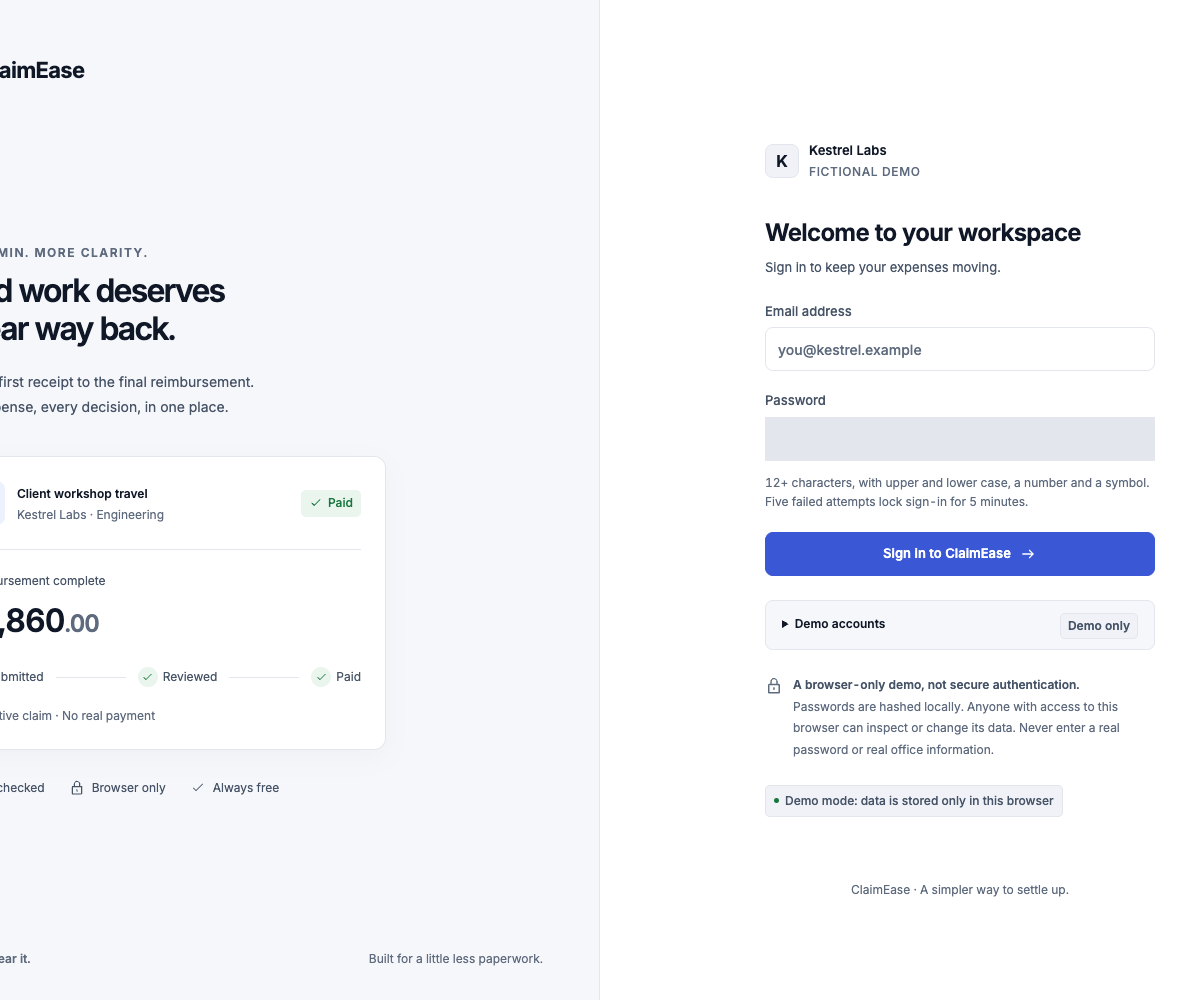 aimEase
MIN. MORE CLARITY.
work deserves
ar way back.
first receipt to the final reimbursement.
ense, every decision, in one place.
Client workshop travel
Kestrel Labs · Engineering
Paid
ursement complete
,860.00
bmitted
Reviewed
Paid
tive claim · No real payment
checked
Browser only
Always free
ear it.
Built for a little less paperwork.
K
Kestrel Labs
FICTIONAL DEMO
Welcome to your workspace
Sign in to keep your expenses moving.
Email address
you@kestrel.example
Password
12+ characters, with upper and lower case, a number and a symbol.
Five failed attempts lock sign-in for 5 minutes.
Sign in to ClaimEase →
Demo accounts
Demo only
A browser-only demo, not secure authentication.
Passwords are hashed locally. Anyone with access to this
browser can inspect or change its data. Never enter a real
password or real office information.
Demo mode: data is stored only in this browser
ClaimEase · A simpler way to settle up.